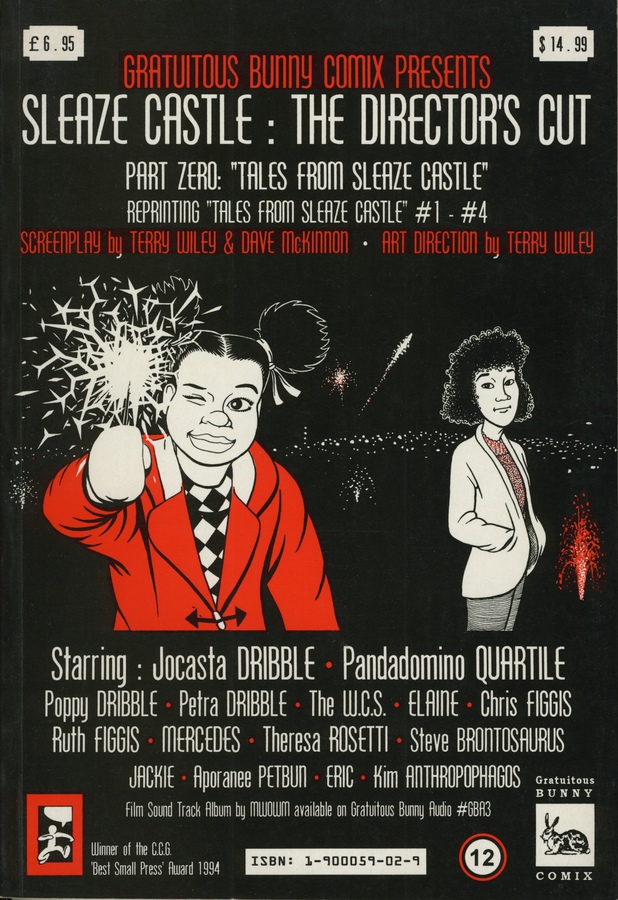 £6.95
$14.99
GRATUITOUS BUNNY COMIX PRESENTS
SLEAZE CASTLE : THE DIRECTOR'S CUT
PART ZERO: "TALES FROM SLEAZE CASTLE"
REPRINTING "TALES FROM SLEAZE CASTLE" #1 - #4
SCREENPLAY by TERRY WILEY & DAVE McKINNON • ART DIRECTION by TERRY WILEY
Starring : Jocasta DRIBBLE • Pandadomino QUARTILE
Poppy DRIBBLE • Petra DRIBBLE • The W.C.S. • ELAINE • Chris FIGGIS
Ruth FIGGIS • MERCEDES • Theresa ROSETTI • Steve BRONTOSAURUS
JACKIE • Aporanee PETBUN • ERIC • Kim ANTHROPOPHAGOS
Film Sound Track Album by MWOWM available on Gratuitous Bunny Audio #GBA3
Winner of the C.C.G.
'Best Small Press' Award 1994
ISBN: 1-900059-02-9
12
Gratuitous
BUNNY
COMIX